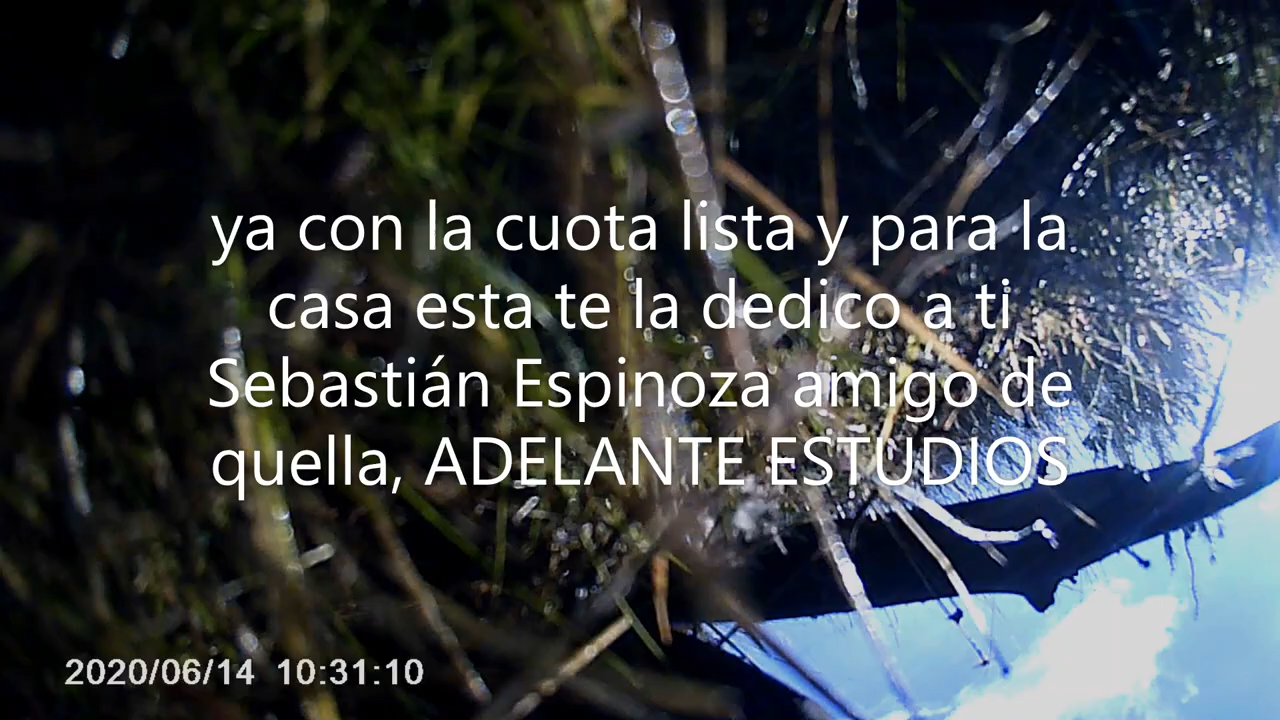 ya con la cuota lista y para la
casa esta te la dedico a ti
Sebastián Espinoza amigo de
quella, ADELANTE ESTUDIOS
2020/06/14 10:31:10